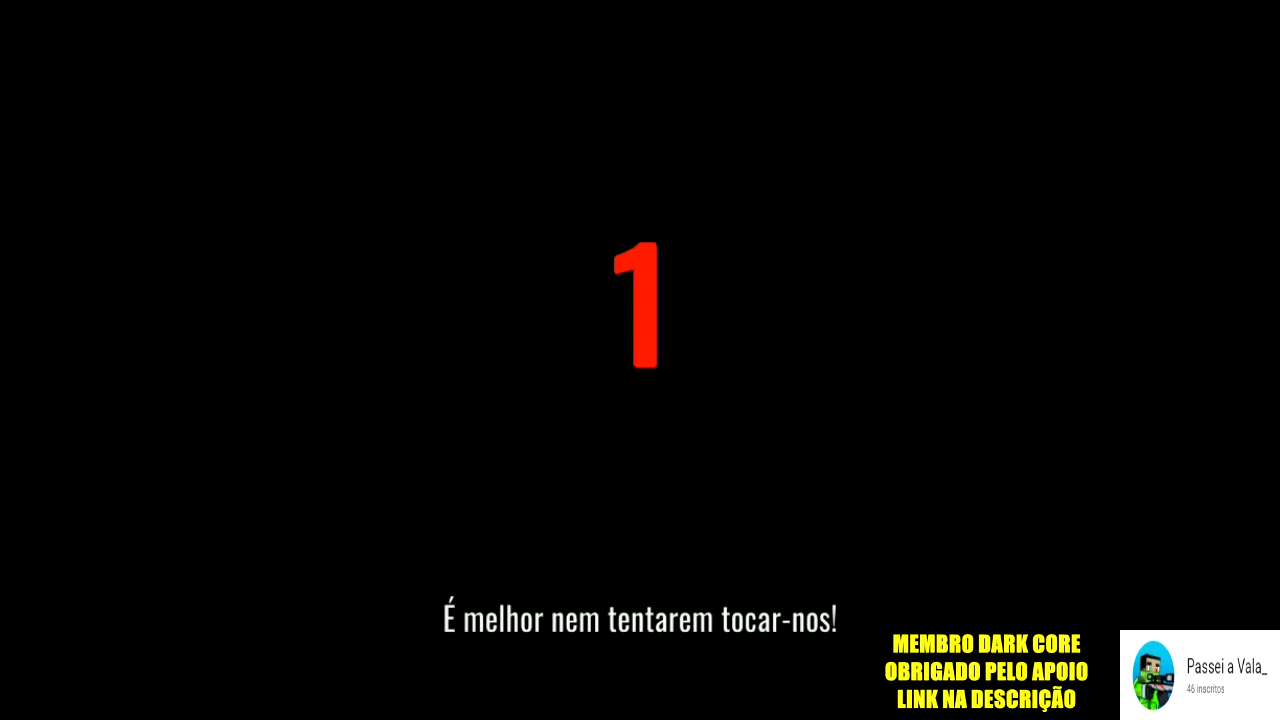 1
É melhor nem tentarem tocar-nos!
MEMBRO DARK CORE
OBRIGADO PELO APOIO
LINK NA DESCRIÇÃO
Passei a Vala_
46 inscritos